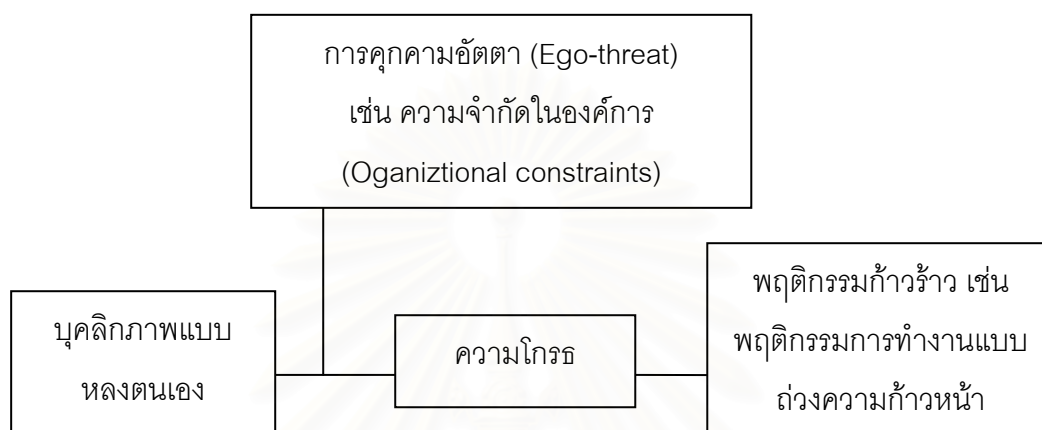 การคุกคามอัตตา (Ego-threat)
เช่น ความจำกัดในองค์การ
(Oganiztional constraints)
บุคลิกภาพแบบ
หลงตนเอง
ความโกรธ
พฤติกรรมก้าวร้าว เช่น
พฤติกรรมการทำงานแบบ
ถ่วงความก้าวหน้า